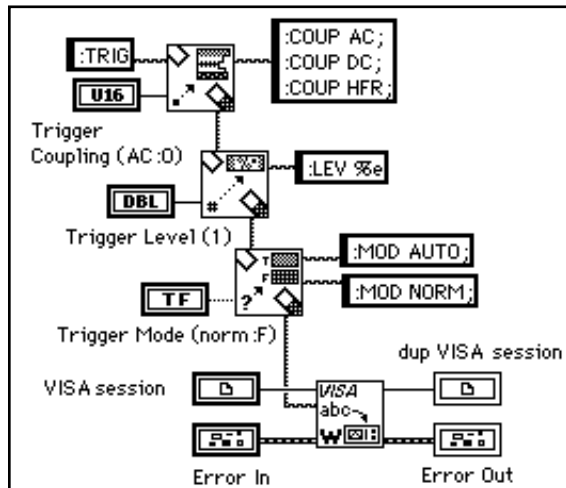 :TRIG
:COUP AC;
:COUP DC;
:COUP HFR;
U16
Trigger
Coupling (AC:0)
:LEV %e
DBL
#
Trigger Level (1)
T
F
:MOD AUTO;
:MOD NORM;
TF
?
Trigger Mode (norm:F)
dup VISA session
VISA session
VISA
abc
W
Error In
Error Out